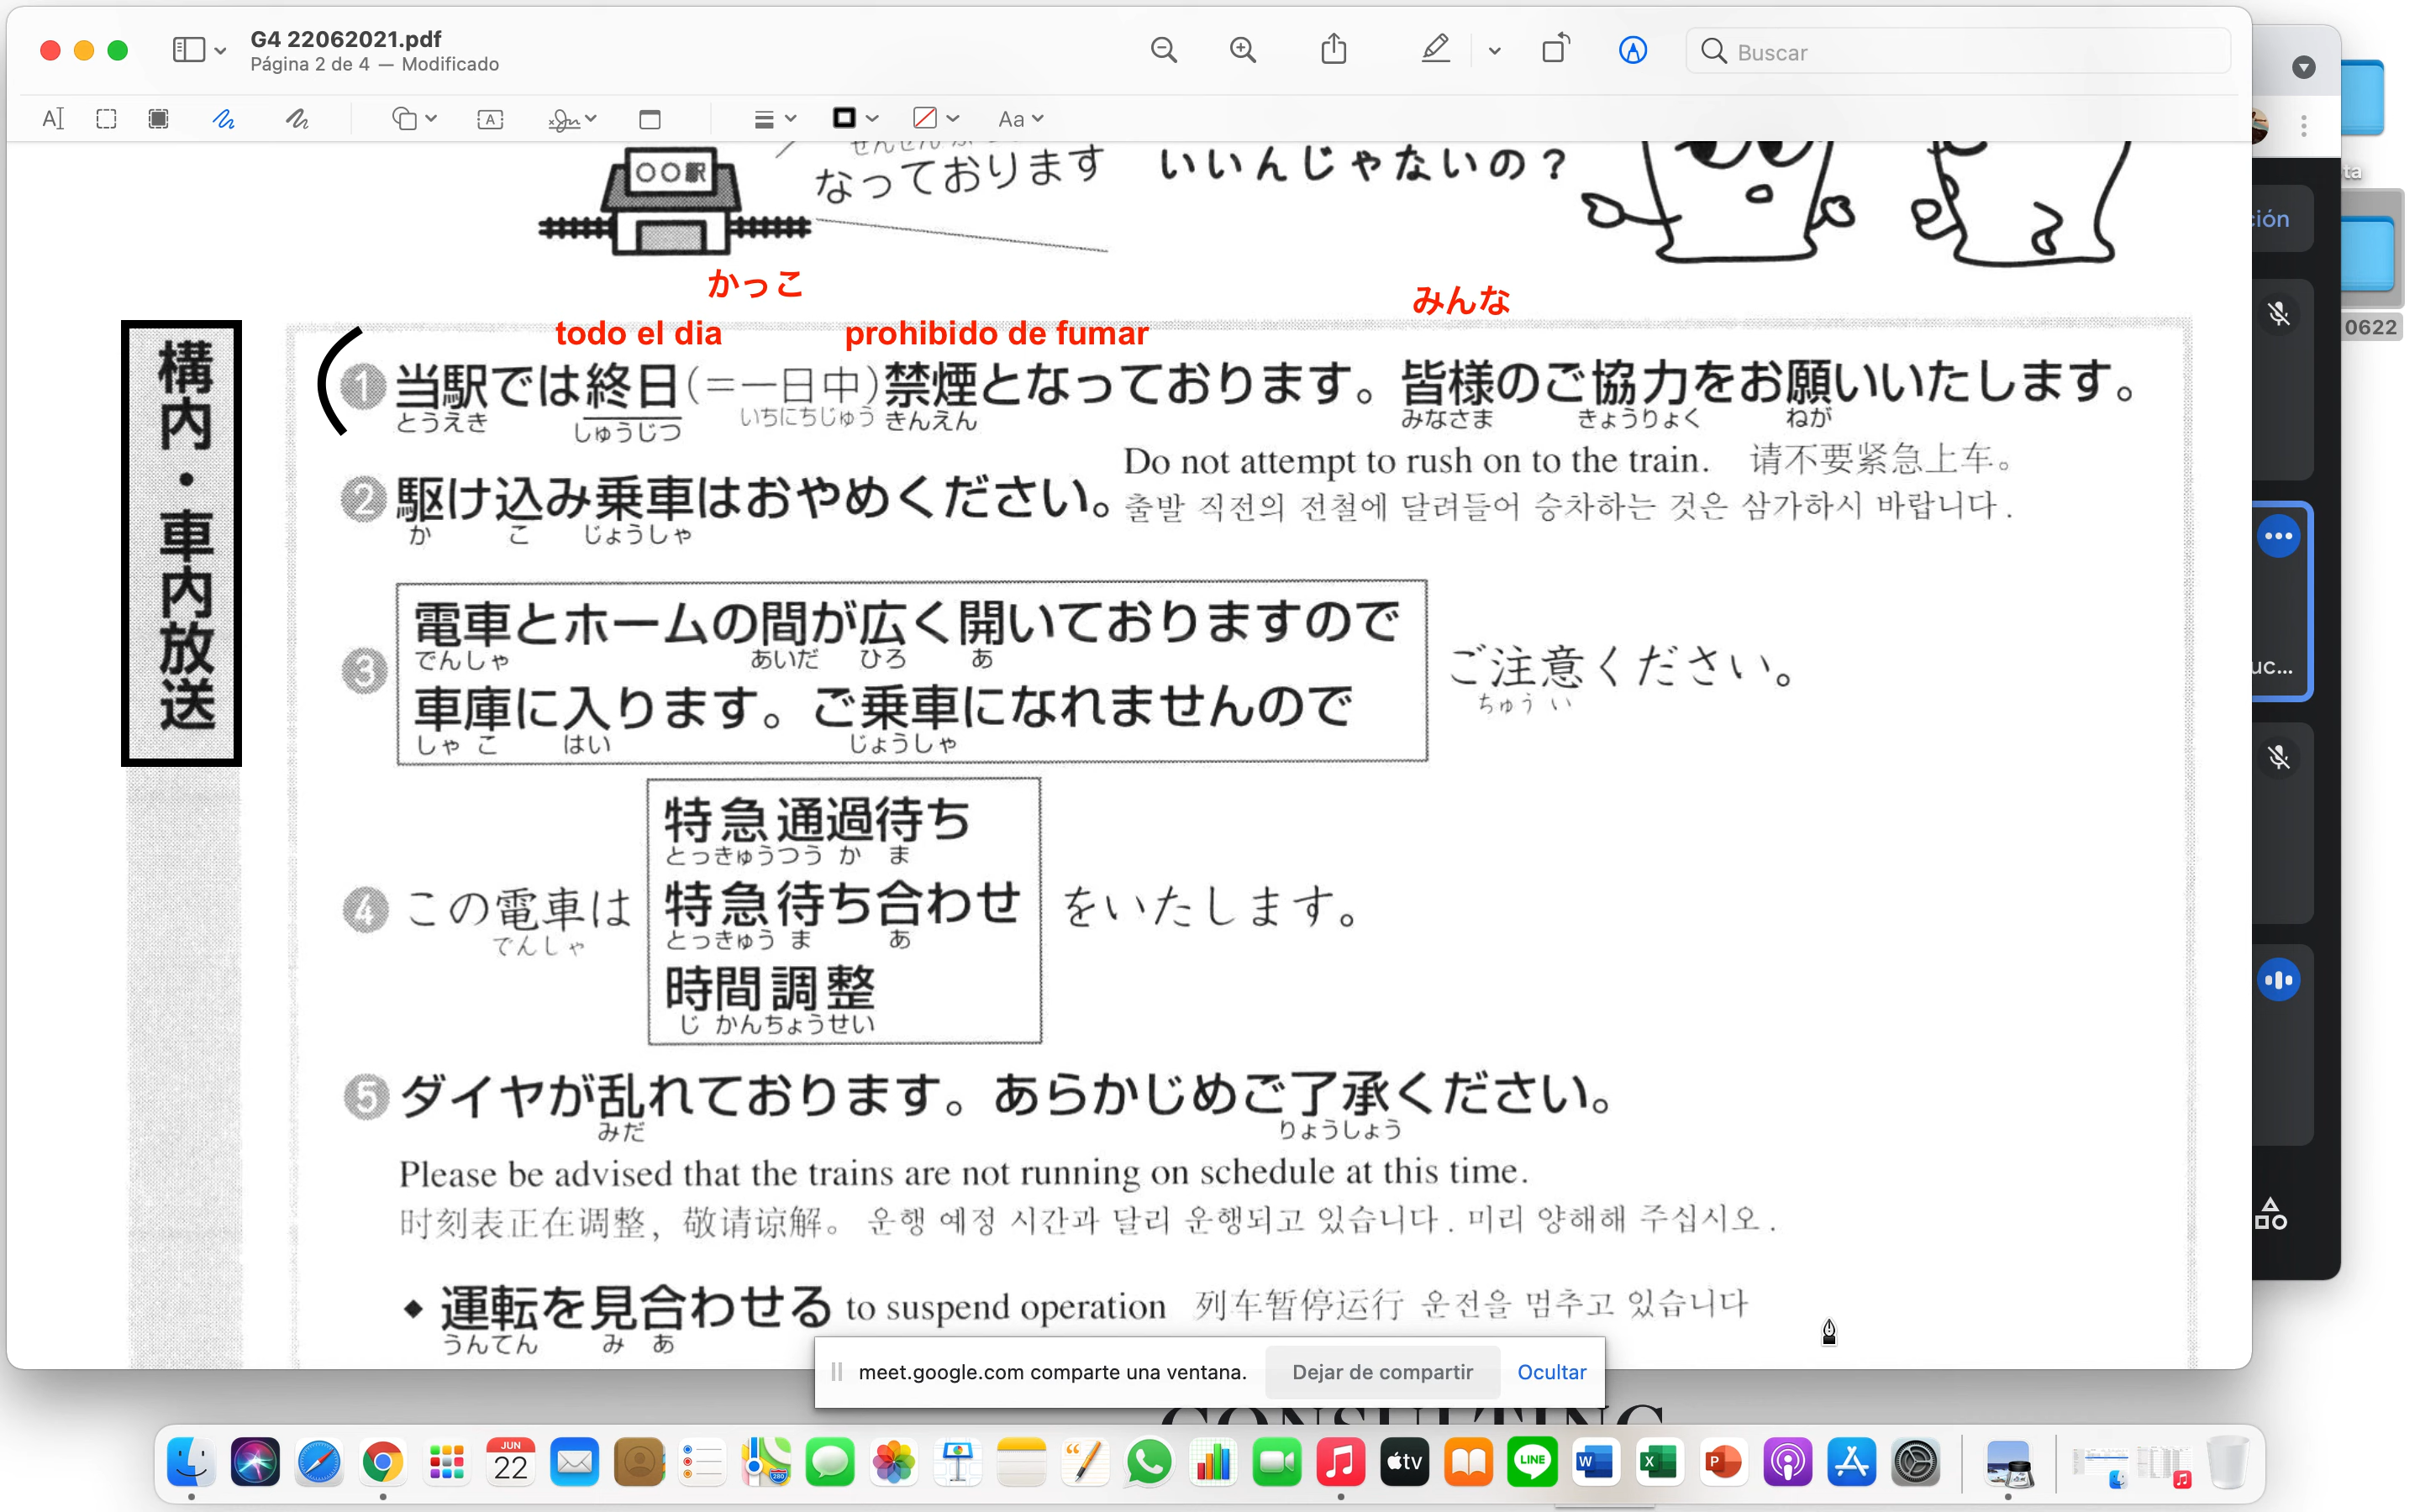 G4 22062021.pdf
Página 2 de 4 — Modificado
Buscar
Aa
〇〇駅
なっております
いいんじゃないの？
かっこ
みんな
todo el dia
prohibido de fumar
構内・車内放送
① 当駅では終日(＝一日中)禁煙となっております。皆様のご協力をお願いいたします。
とうえき しゅうじつ いちにちじゅう きんえん みなさま きょうりょく ねが
Do not attempt to rush on to the train. 请不要紧急上车。
② 駆け込み乗車はおやめください。
か こ じょうしゃ
출발 직전의 전철에 달려들어 승차하는 것은 삼가하시 바랍니다.
③ 電車とホームの間が広く開いておりますので
でんしゃ あいだ ひろ あ
車庫に入ります。ご乗車になれませんので
しゃ こ はい じょうしゃ
ご注意ください。
ちゅう い
特急通過待ち
とっきゅうつう か ま
④ この電車は
でんしゃ
特急待ち合わせ
とっきゅう ま あ
時間調整
じ かんちょうせい
をいたします。
⑤ ダイヤが乱れております。あらかじめご了承ください。
みだ りょうしょう
Please be advised that the trains are not running on schedule at this time.
时刻表正在调整，敬请谅解。 운행 예정 시간과 달리 운행되고 있습니다. 미리 양해해 주십시오.
◆ 運転を見合わせる to suspend operation 列车暂停运行 운전을 멈추고 있습니다
うんてん み あ
meet.google.com comparte una ventana.
Dejar de compartir
Ocultar
ción
ta
0622
uc...
CONSULTING
JUN
22
280
tv
LINE
W
X
P